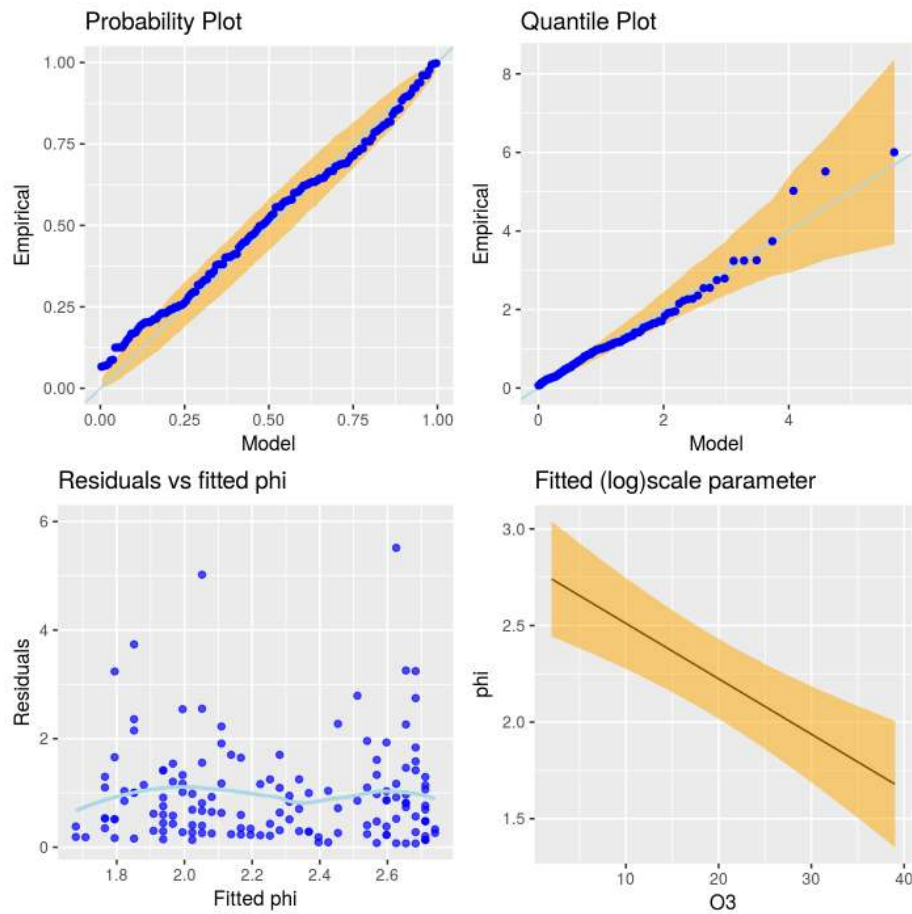 Probability Plot
1.00
0.75
0.50
0.25
0.00
Empirical
0.00 0.25 0.50 0.75 1.00
Model
Quantile Plot
8
6
4
2
0
Empirical
0 2 4
Model
Residuals vs fitted phi
6
4
2
0
Residuals
1.8 2.0 2.2 2.4 2.6
Fitted phi
Fitted (log)scale parameter
3.0
2.5
2.0
1.5
phi
10 20 30 40
O3